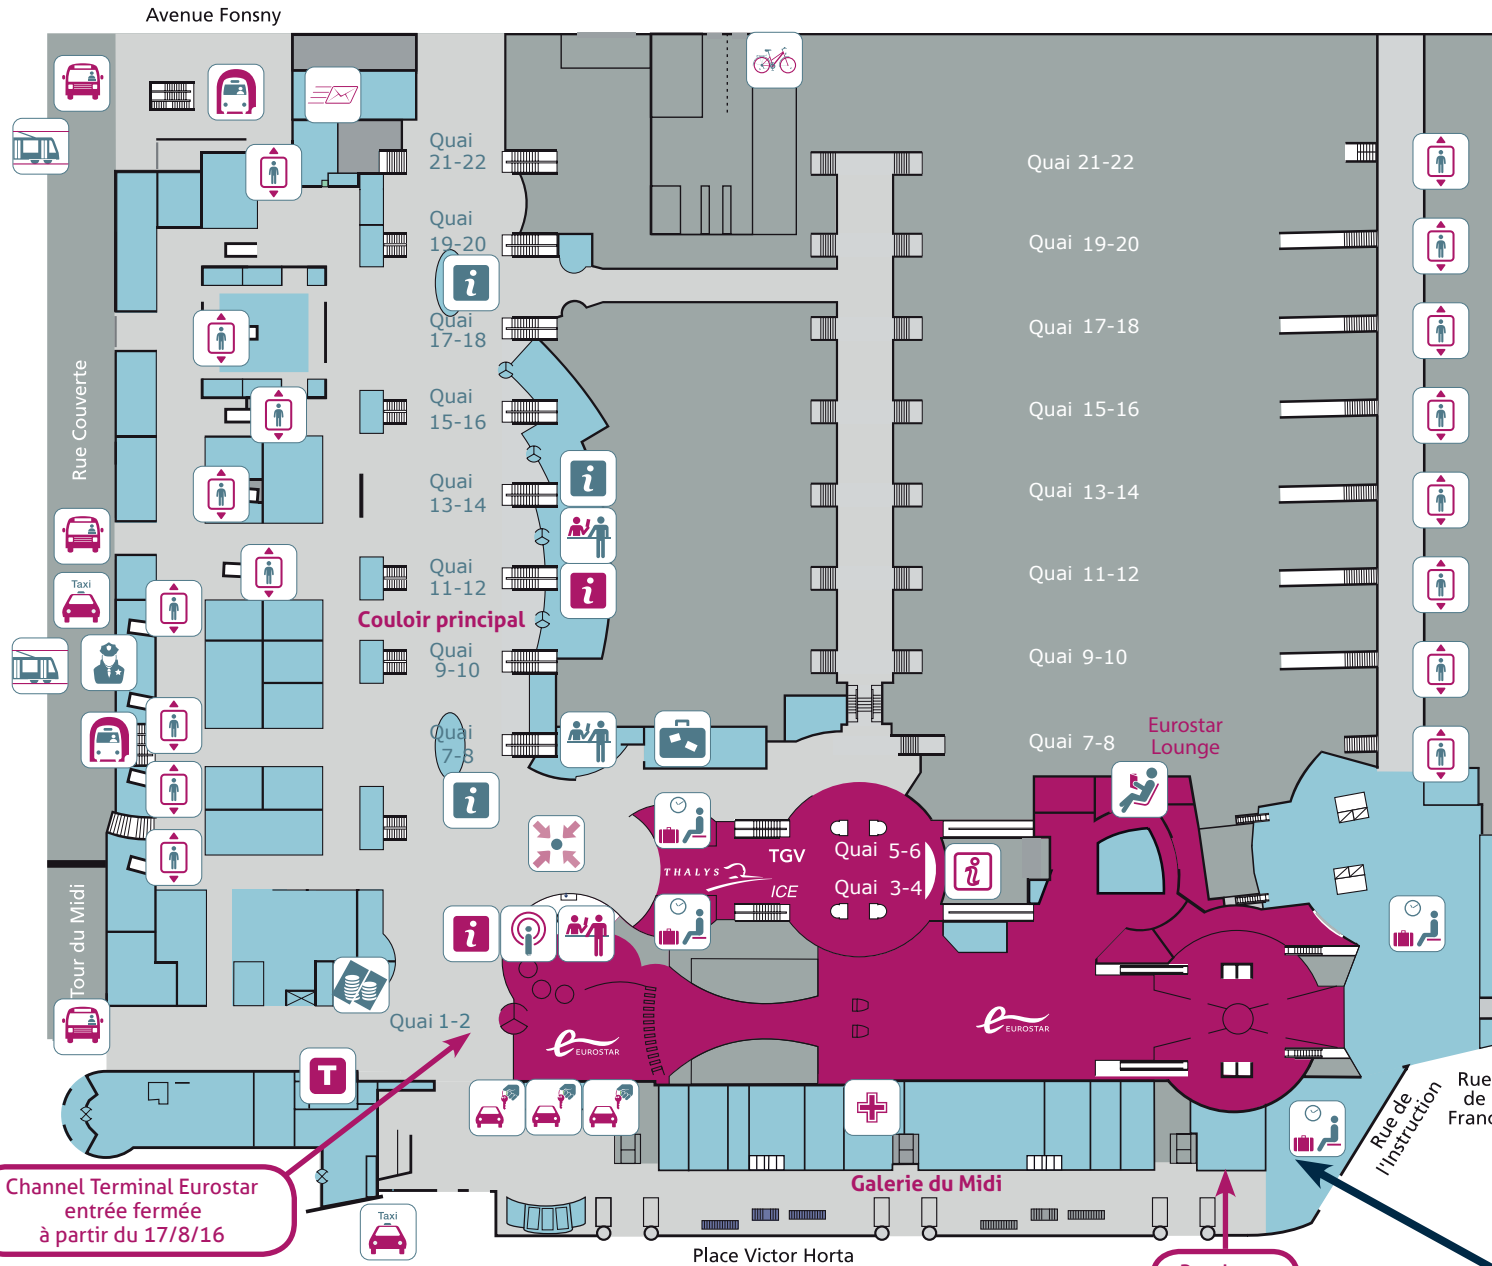 Avenue Fonsny
Quai
21-22
Quai 21-22
Quai
19-20
Quai 19-20
i
Quai
17-18
Quai 17-18
Rue Couverte
Quai
15-16
Quai 15-16
i
Quai
13-14
Quai 13-14
Quai
11-12
Quai 11-12
i
Taxi
Couloir principal
Quai
9-10
Quai 9-10
Quai
7-8
Quai 7-8
Eurostar
Lounge
i
TGV
Quai 5-6
THALYS
ICE
Quai 3-4
i
Tour du Midi
i
Quai 1-2
e EUROSTAR
e EUROSTAR
T
Rue de
l'Instruction
Rue
de
Franc
Channel Terminal Eurostar
entrée fermée
à partir du 17/8/16
Galerie du Midi
Taxi
Place Victor Horta